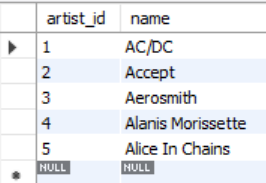 artist_id name
1 AC/DC
2 Accept
3 Aerosmith
4 Alanis Morissette
5 Alice In Chains
NULL NULL